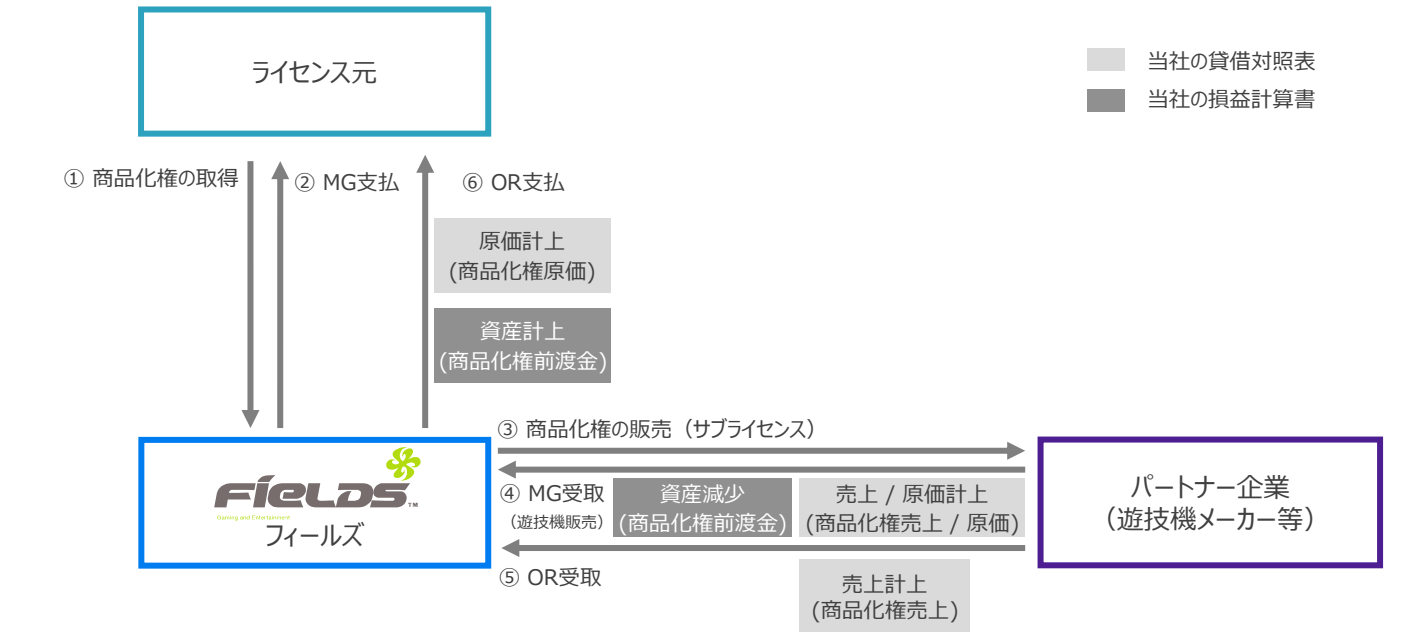 ライセンス元
当社の貸借対照表
当社の損益計算書
① 商品化権の取得
② MG支払
⑥ OR支払
原価計上
(商品化権原価)
資産計上
(商品化権前渡金)
FIELDS™
Gaming and Entertainment
フィールズ
③ 商品化権の販売（サブライセンス）
④ MG受取
（遊技機販売）
資産減少
(商品化権前渡金)
売上 / 原価計上
(商品化権売上 / 原価)
⑤ OR受取
売上計上
(商品化権売上)
パートナー企業
（遊技機メーカー等）